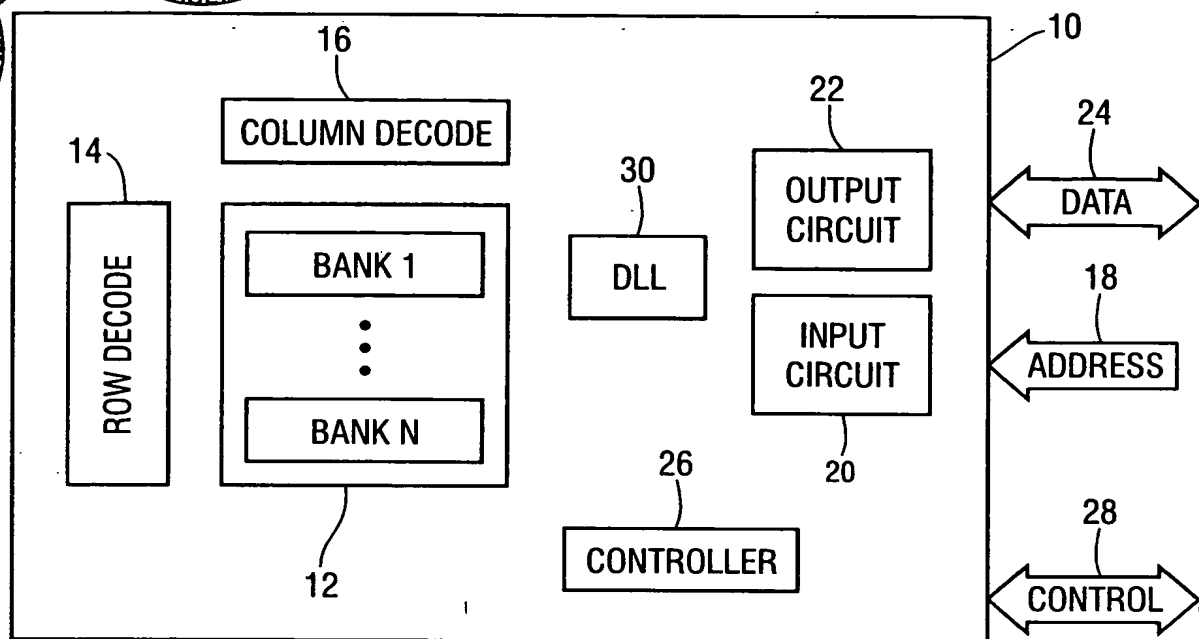 10
16
COLUMN DECODE
22
OUTPUT
CIRCUIT
24
DATA
14
ROW DECODE
30
DLL
BANK 1
BANK N
12
18
ADDRESS
INPUT
CIRCUIT
20
26
CONTROLLER
28
CONTROL